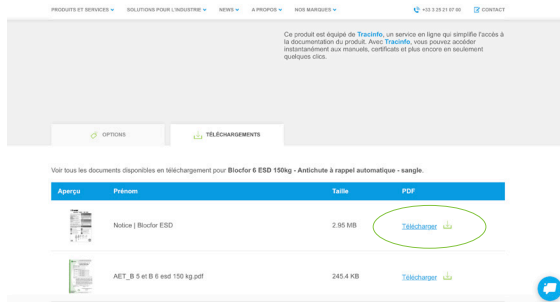 PRODUITS ET SERVICES SOLUTIONS POUR L'INDUSTRIE NEWS A PROPOS NOS MARQUES +33 3 25 21 07 00 CONTACT
Ce produit est équipé de Tracinfo, un service en ligne qui simplifie l'accès à
la documentation du produit. Avec Tracinfo, vous pouvez accéder
instantanément aux manuels, certificats et plus encore en seulement
quelques clics.
OPTIONS TÉLÉCHARGEMENTS
Voir tous les documents disponibles en téléchargement pour Blocfor 6 ESD 150kg - Antichute à rappel automatique - sangle.
Aperçu Prénom Taille PDF
Notice | Blocfor ESD 2.95 MB Télécharger
AET_B 5 et B 6 esd 150 kg.pdf 245.4 KB Télécharger